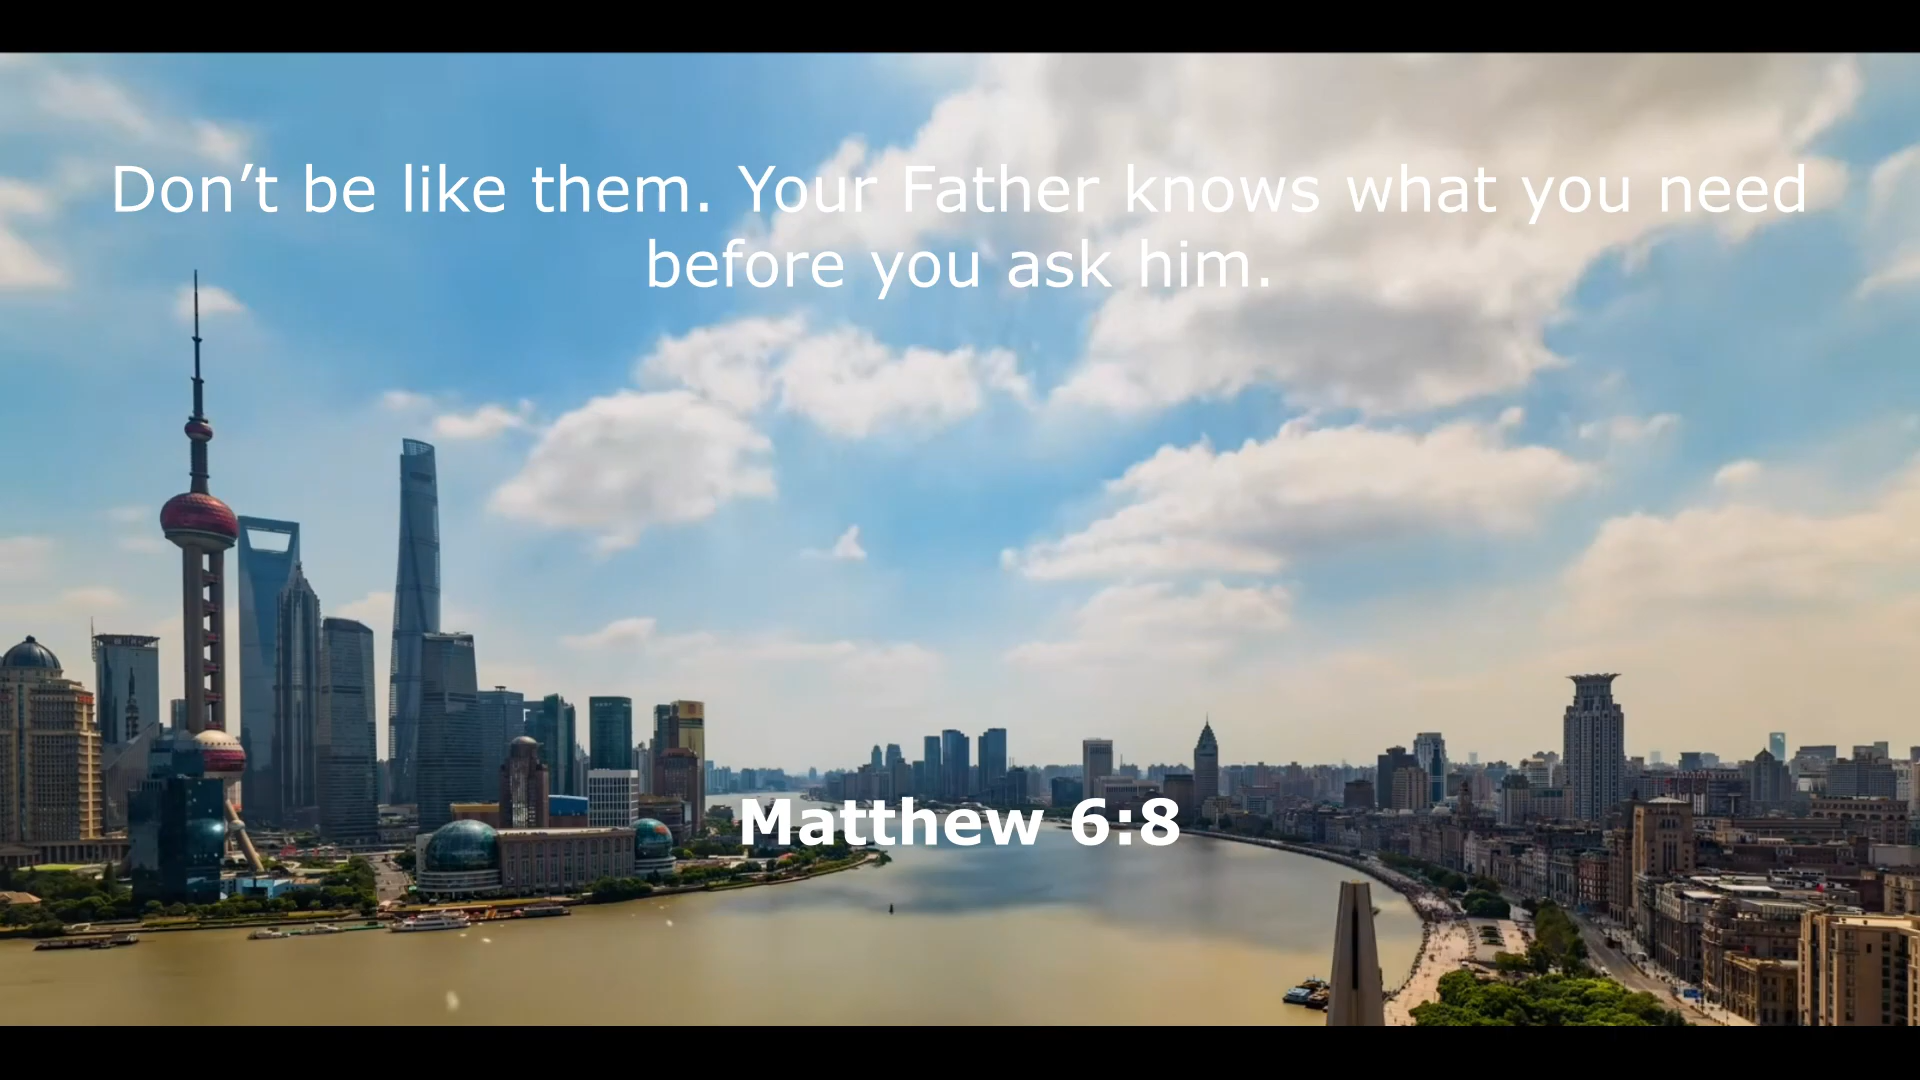 Don’t be like them. Your Father knows what you need
before you ask him.
Matthew 6:8